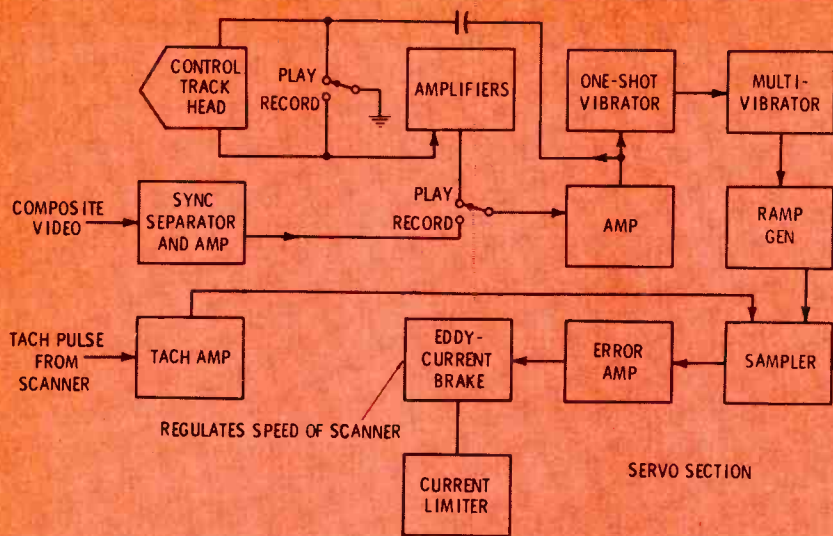 CONTROL
TRACK
HEAD
PLAY
RECORD
AMPLIFIERS
ONE-SHOT
VIBRATOR
MULTI-
VIBRATOR
COMPOSITE
VIDEO
SYNC
SEPARATOR
AND AMP
PLAY
RECORD
AMP
RAMP
GEN
TACH PULSE
FROM
SCANNER
TACH AMP
EDDY-
CURRENT
BRAKE
ERROR
AMP
SAMPLER
REGULATES SPEED OF SCANNER
CURRENT
LIMITER
SERVO SECTION